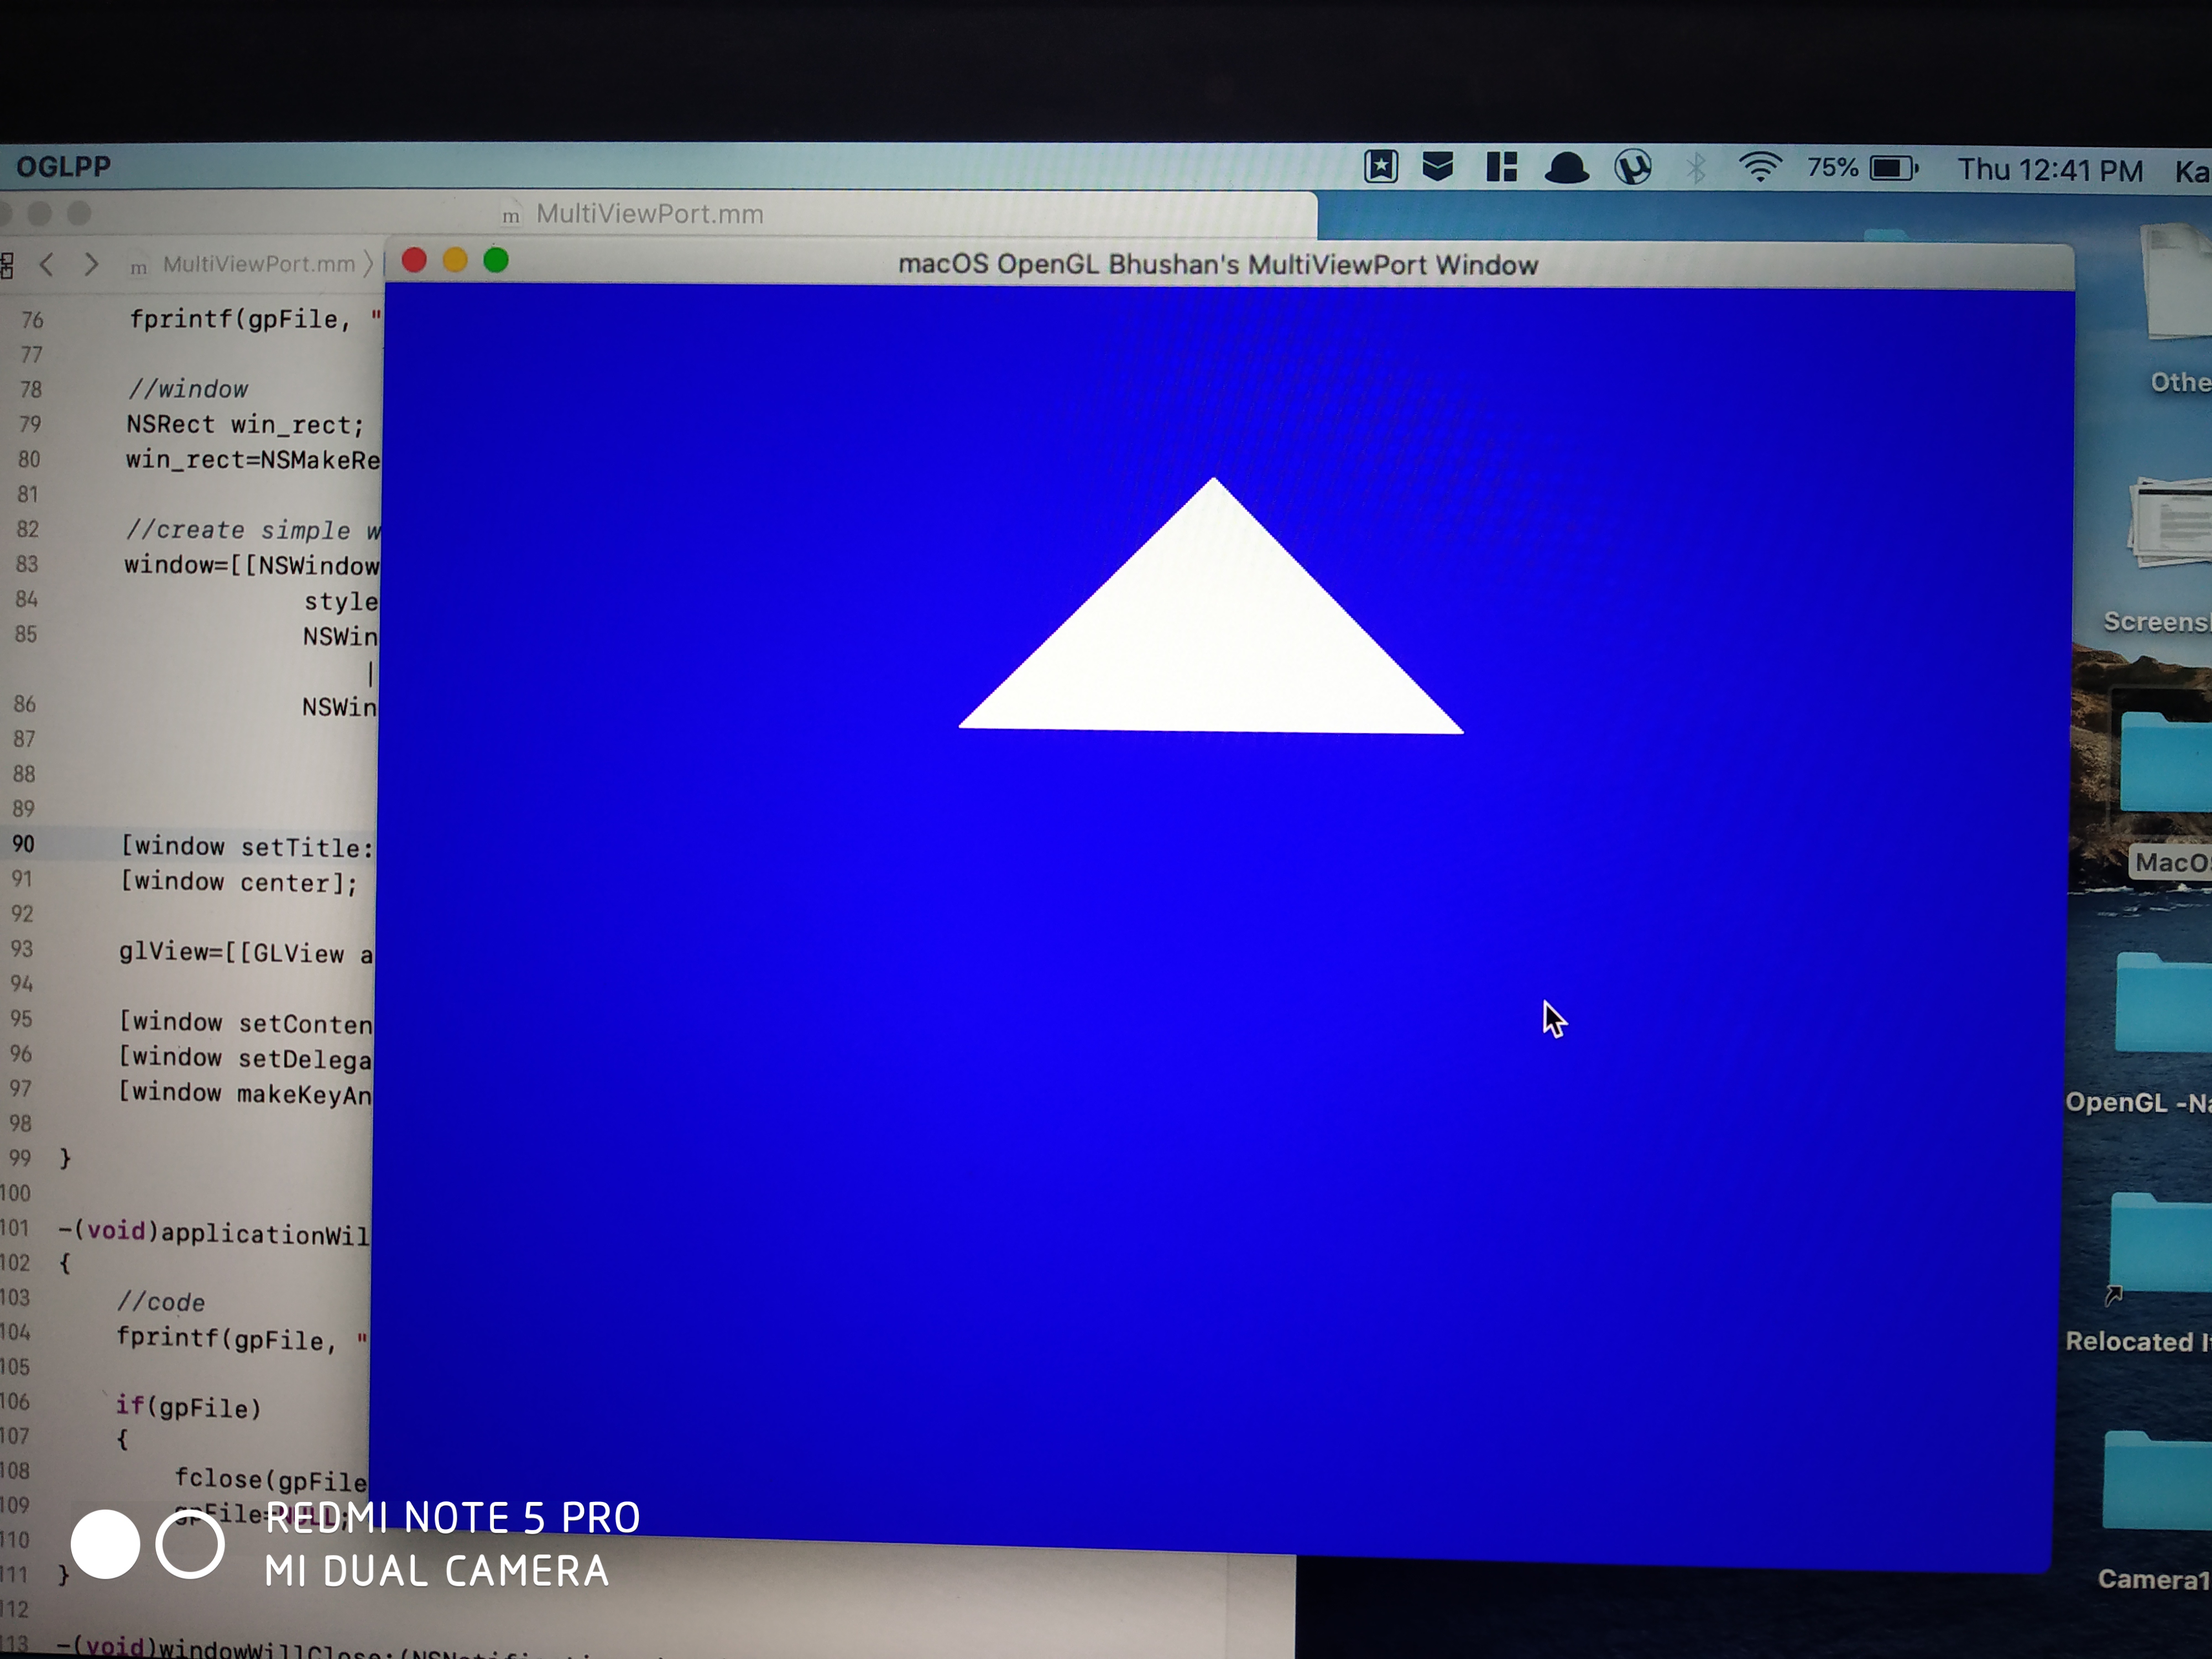 OGLPP
75%
Thu 12:41 PM
Ka
MultiViewPort.mm
MultiViewPort.mm
macOS OpenGL Bhushan's MultiViewPort Window
76 fprintf(gpFile, "
77
78 //window
79 NSRect win_rect;
80 win_rect=NSMakeRe
81
82 //create simple w
83 window=[[NSWindow
84 style
85 NSWin
|
86 NSWin
87
88
89
90 [window setTitle:
91 [window center];
92
93 glView=[[GLView a
94
95 [window setConten
96 [window setDelega
97 [window makeKeyAn
98
99 }
100
101 -(void)applicationWil
102 {
103 //code
104 fprintf(gpFile, "
105
106 if(gpFile)
107 {
108 fclose(gpFile
109 gpFile=NULL;
110
111 }
112
113 -(void)windowWillClose:(NSNotifi
Othe
Screens
MacO
OpenGL -Na
Relocated I
Camera1
REDMI NOTE 5 PRO
MI DUAL CAMERA